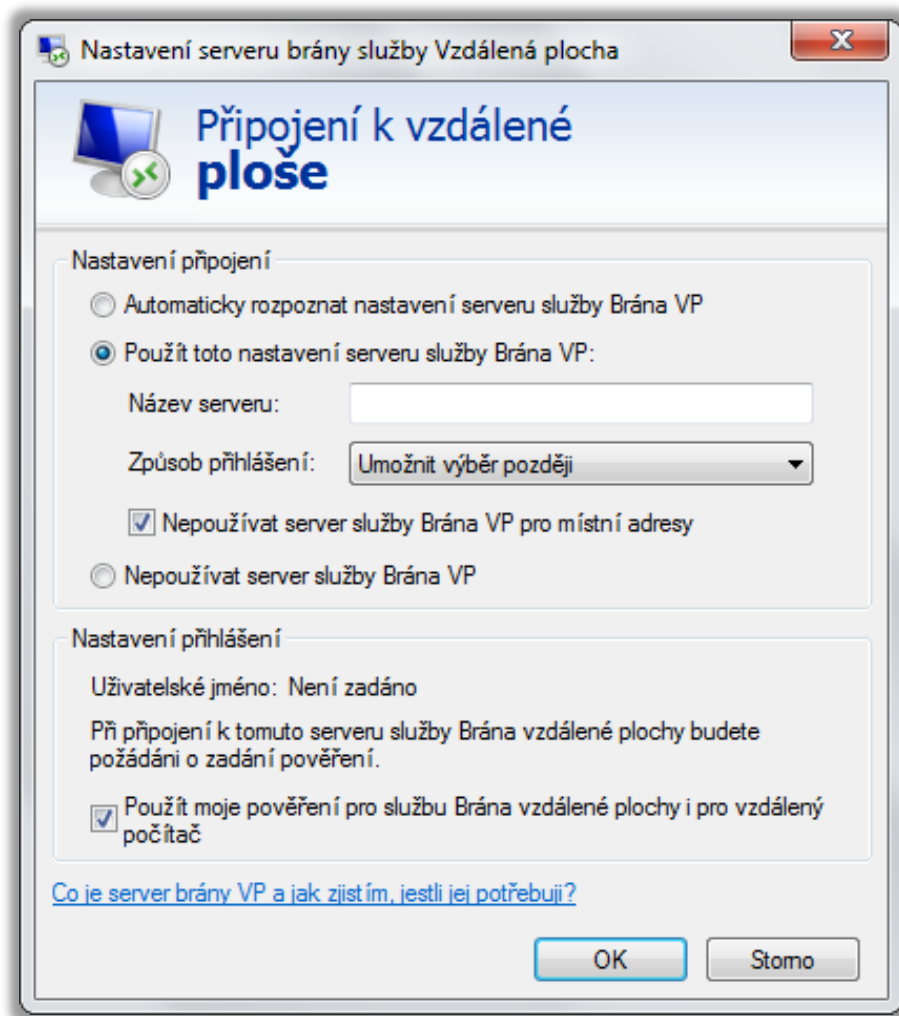 Nastavení serveru brány služby Vzdálená plocha
Připojení k vzdálené
ploše
Nastavení připojení
Automaticky rozpoznat nastavení serveru služby Brána VP
Použít toto nastavení serveru služby Brána VP:
Název serveru:
Způsob přihlášení: Umožnit výběr později
Nepoužívat server služby Brána VP pro místní adresy
Nepoužívat server služby Brána VP
Nastavení přihlášení
Uživatelské jméno: Není zadáno
Při připojení k tomuto serveru služby Brána vzdálené plochy budete
požádáni o zadání pověření.
Použít moje pověření pro službu Brána vzdálené plochy i pro vzdálený
počítač
Co je server brány VP a jak zjistím, jestli jej potřebuji?
OK Storno